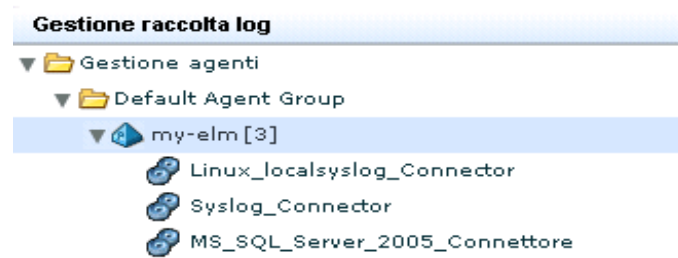 Gestione raccolta log
Gestione agenti
Default Agent Group
my-elm [3]
Linux_localsyslog_Connector
Syslog_Connector
MS_SQL_Server_2005_Connettore